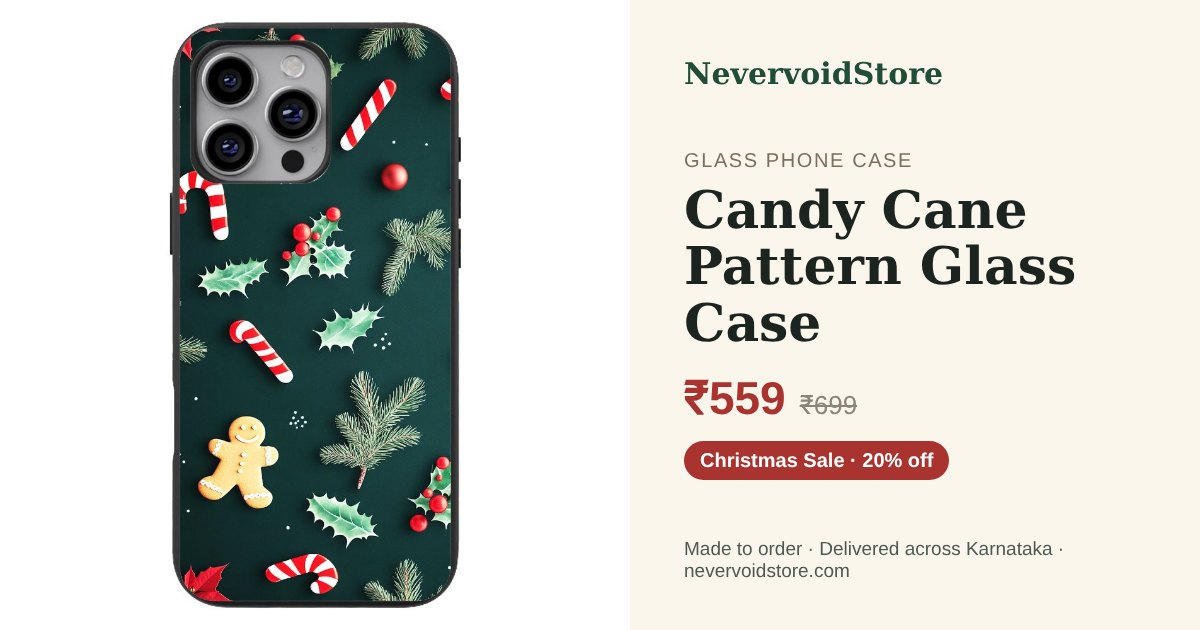 NevervoidStore
GLASS PHONE CASE
Candy Cane
Pattern Glass
Case
₹559 ₹699
Christmas Sale · 20% off
Made to order · Delivered across Karnataka ·
nevervoidstore.com